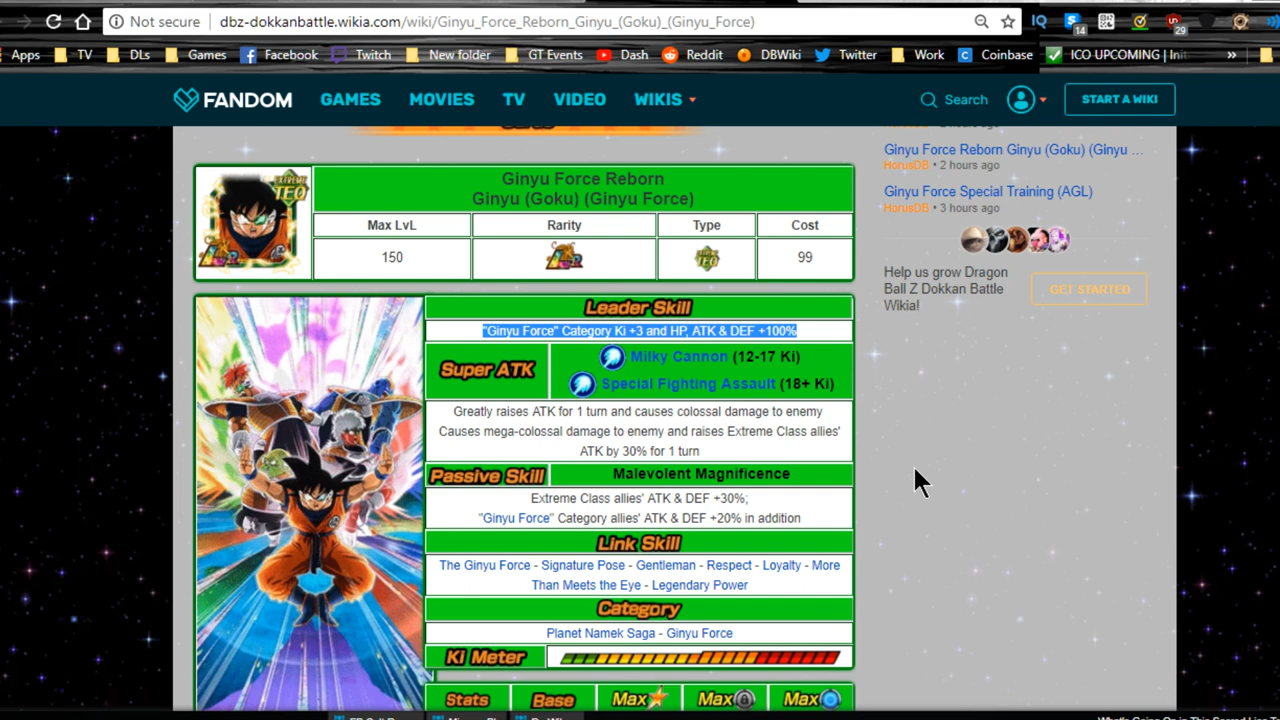 Not secure | dbz-dokkanbattle.wikia.com/wiki/Ginyu_Force_Reborn_Ginyu_(Goku)_(Ginyu_Force)
IQ
14
29
Apps TV DLs Games Facebook Twitch New folder GT Events Dash Reddit DBWiki Twitter Work Coinbase ICO UPCOMING | Init »
FANDOM GAMES MOVIES TV VIDEO WIKIS Search START A WIKI
Ginyu Force Reborn
Ginyu (Goku) (Ginyu Force)
EXTREME
TEQ
Max LvL Rarity Type Cost
150 LR EXTREME TEQ 99
Leader Skill
"Ginyu Force" Category Ki +3 and HP, ATK & DEF +100%
Super ATK
Milky Cannon (12-17 Ki)
Special Fighting Assault (18+ Ki)
Greatly raises ATK for 1 turn and causes colossal damage to enemy
Causes mega-colossal damage to enemy and raises Extreme Class allies'
ATK by 30% for 1 turn
Passive Skill Malevolent Magnificence
Extreme Class allies' ATK & DEF +30%;
"Ginyu Force" Category allies' ATK & DEF +20% in addition
Link Skill
The Ginyu Force - Signature Pose - Gentleman - Respect - Loyalty - More
Than Meets the Eye - Legendary Power
Category
Planet Namek Saga - Ginyu Force
Ki Meter
Stats Base Max Max Max
Ginyu Force Reborn Ginyu (Goku) (Ginyu ...
HorusDB • 2 hours ago
Ginyu Force Special Training (AGL)
HorusDB • 3 hours ago
Help us grow Dragon
Ball Z Dokkan Battle
Wikia!
GET STARTED